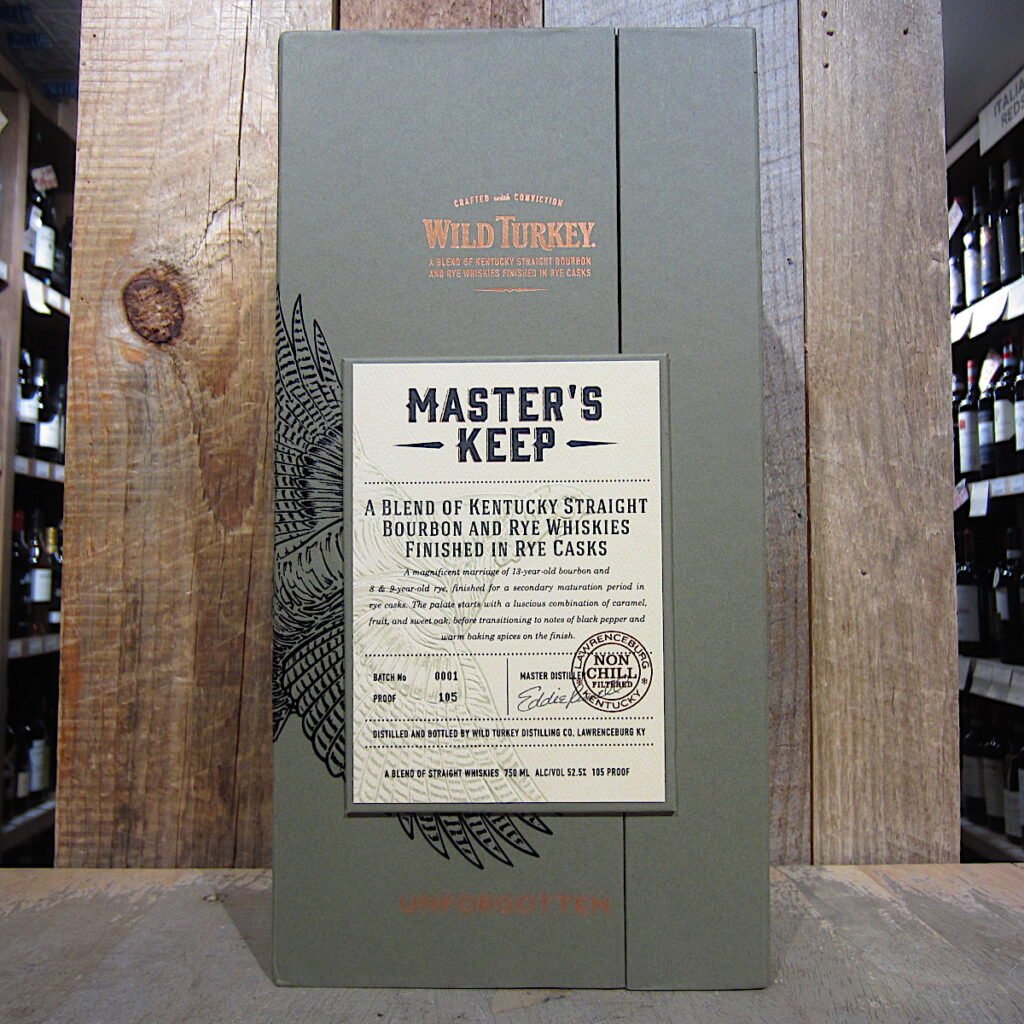 CRAFTED with CONVICTION
WILD TURKEY.
A BLEND OF KENTUCKY STRAIGHT BOURBON
AND RYE WHISKIES FINISHED IN RYE CASKS
MASTER'S
KEEP
A BLEND OF KENTUCKY STRAIGHT
BOURBON AND RYE WHISKIES
FINISHED IN RYE CASKS
A magnificent marriage of 13-year-old bourbon and
8 & 9-year-old rye, finished for a secondary maturation period in
rye casks. The palate starts with a luscious combination of caramel,
fruit, and sweet oak, before transitioning to notes of black pepper and
warm baking spices on the finish.
BATCH No 0001
PROOF 105
MASTER DISTILLER
Eddie
LAWRENCEBURG
NON
CHILL
FILTERED
KENTUCKY
DISTILLED AND BOTTLED BY WILD TURKEY DISTILLING CO. LAWRENCEBURG KY
A BLEND OF STRAIGHT WHISKIES 750 ML ALC/VOL 52.5% 105 PROOF
UNFORGOTTEN
ITALIA
REDS